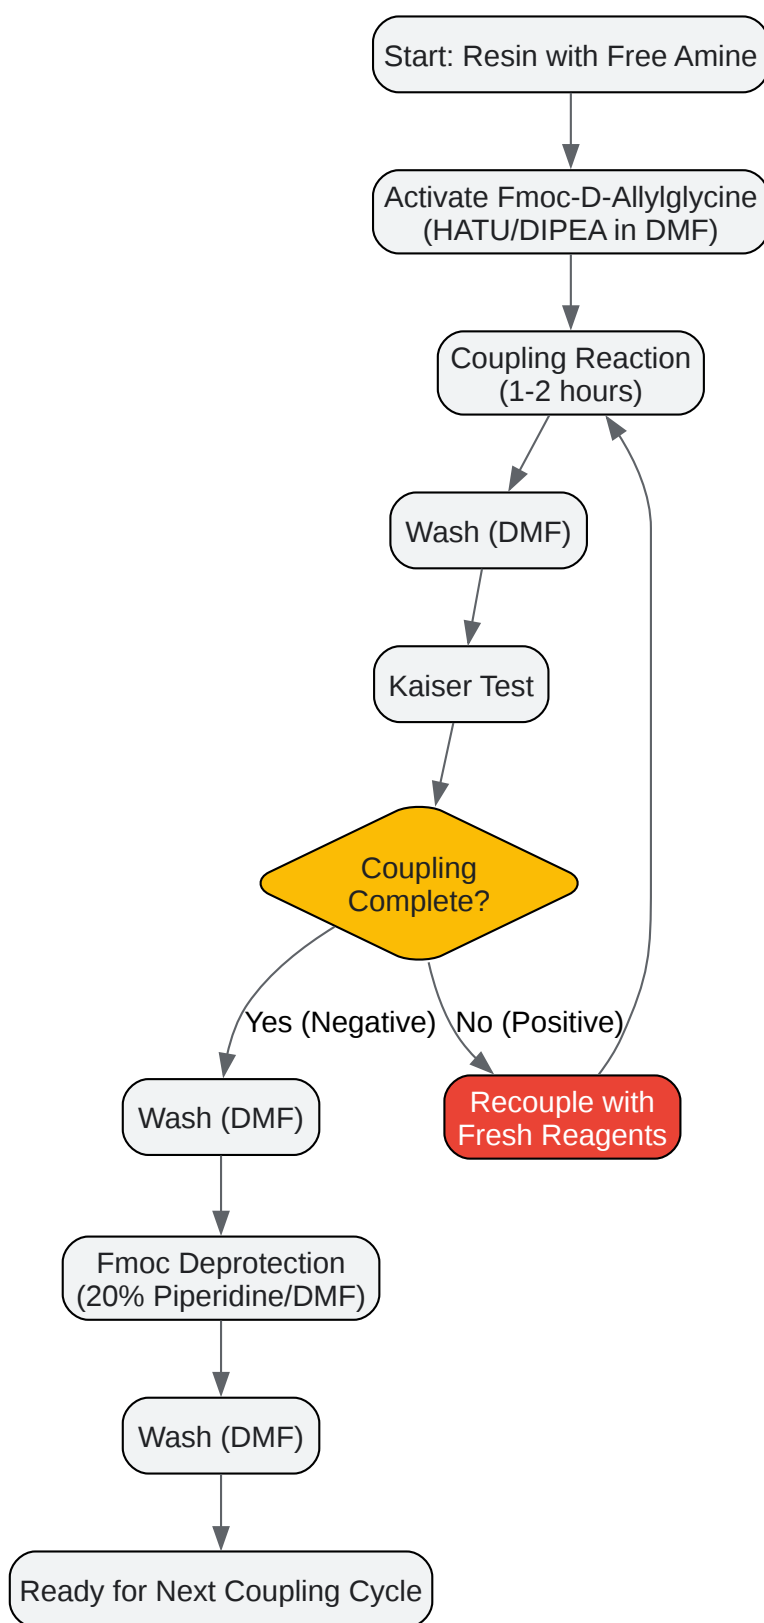 Start: Resin with Free Amine
Activate Fmoc-D-Allylglycine
(HATU/DIPEA in DMF)
Coupling Reaction
(1-2 hours)
Wash (DMF)
Kaiser Test
Coupling
Complete?
Yes (Negative)
No (Positive)
Wash (DMF)
Recouple with
Fresh Reagents
Fmoc Deprotection
(20% Piperidine/DMF)
Wash (DMF)
Ready for Next Coupling Cycle